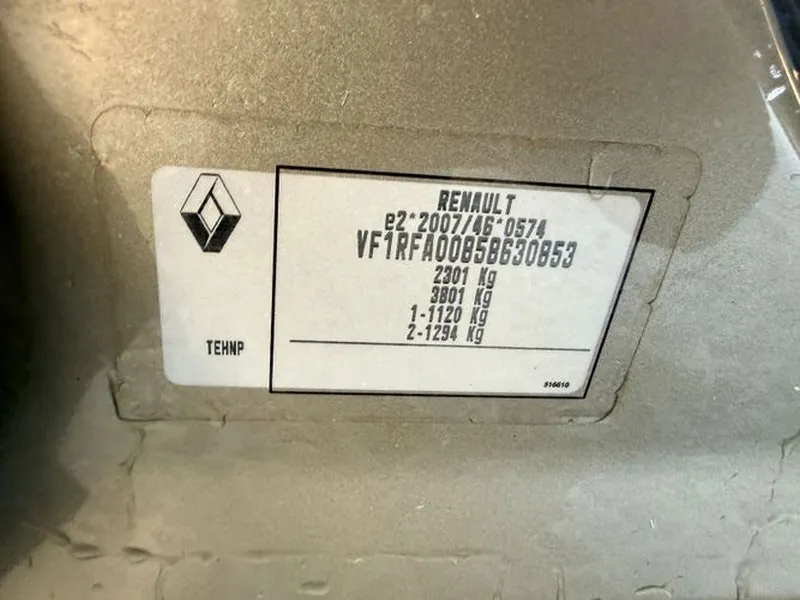 RENAULT
e2*2007/46*0574
VF1RFA00858630853
2301 Kg
3801 Kg
1-1120 Kg
2-1294 Kg
TEHNP
516610